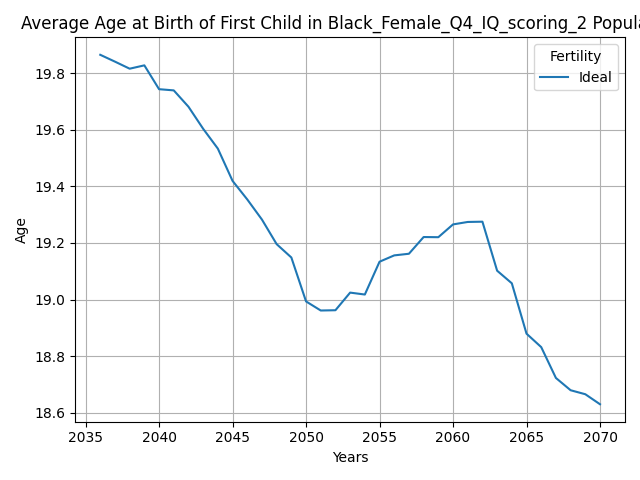 Average Age at Birth of First Child in Black_Female_Q4_IQ_scoring_2 Popula
Fertility
Ideal
19.8
19.6
19.4
19.2
19.0
18.8
18.6
Age
2035 2040 2045 2050 2055 2060 2065 2070
Years